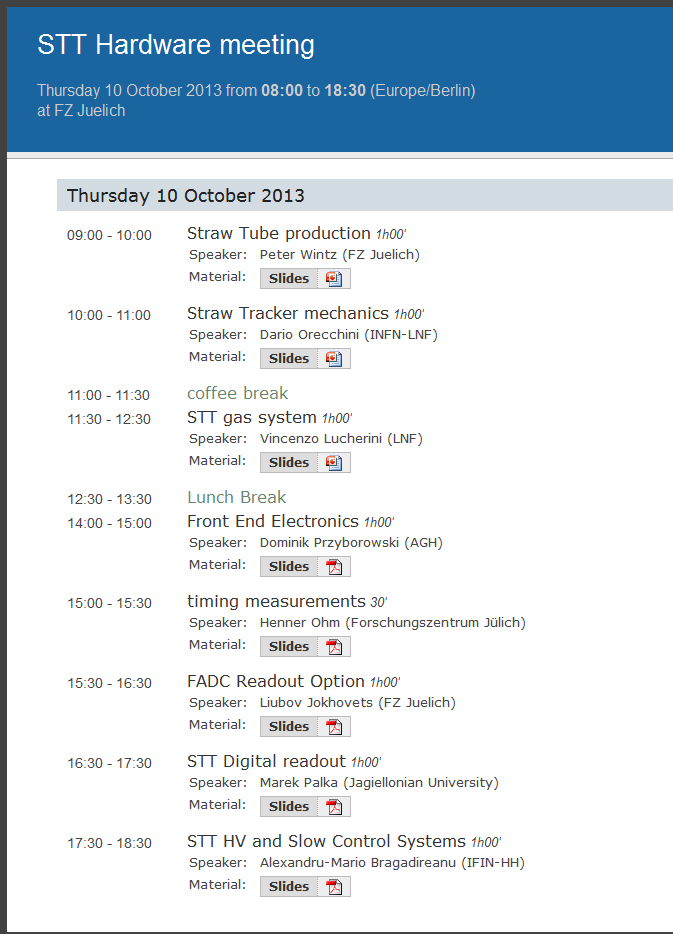 STT Hardware meeting
Thursday 10 October 2013 from 08:00 to 18:30 (Europe/Berlin)
at FZ Juelich
Thursday 10 October 2013
09:00 - 10:00 Straw Tube production 1h00'
Speaker: Peter Wintz (FZ Juelich)
Material: Slides
10:00 - 11:00 Straw Tracker mechanics 1h00'
Speaker: Dario Orecchini (INFN-LNF)
Material: Slides
11:00 - 11:30 coffee break
11:30 - 12:30 STT gas system 1h00'
Speaker: Vincenzo Lucherini (LNF)
Material: Slides
12:30 - 13:30 Lunch Break
14:00 - 15:00 Front End Electronics 1h00'
Speaker: Dominik Przyborowski (AGH)
Material: Slides
15:00 - 15:30 timing measurements 30'
Speaker: Henner Ohm (Forschungszentrum Jülich)
Material: Slides
15:30 - 16:30 FADC Readout Option 1h00'
Speaker: Liubov Jokhovets (FZ Juelich)
Material: Slides
16:30 - 17:30 STT Digital readout 1h00'
Speaker: Marek Palka (Jagiellonian University)
Material: Slides
17:30 - 18:30 STT HV and Slow Control Systems 1h00'
Speaker: Alexandru-Mario Bragadireanu (IFIN-HH)
Material: Slides